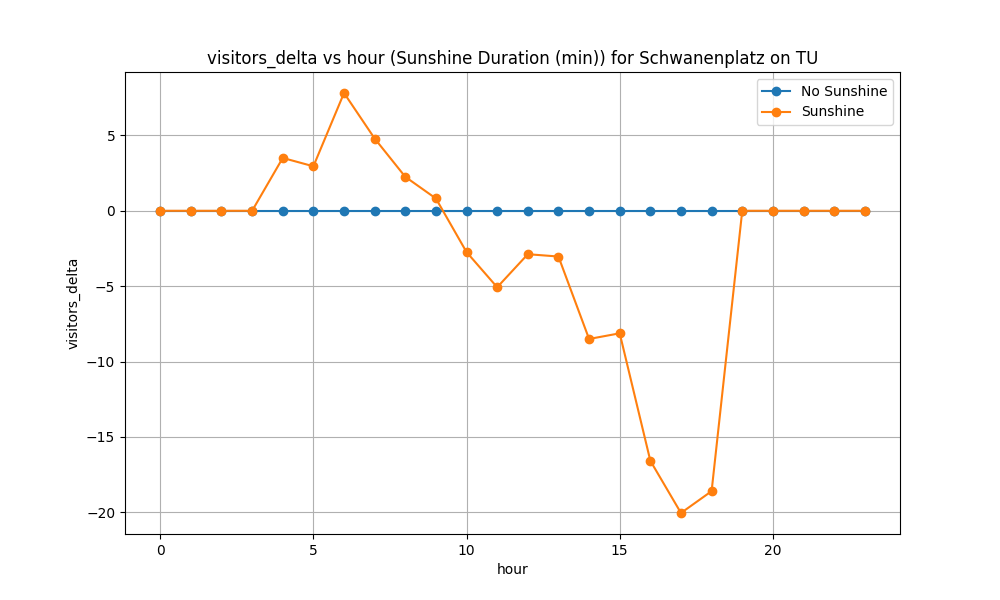 visitors_delta vs hour (Sunshine Duration (min)) for Schwanenplatz on TU
No Sunshine
Sunshine
visitors_delta
5
0
−5
−10
−15
−20
0 5 10 15 20
hour